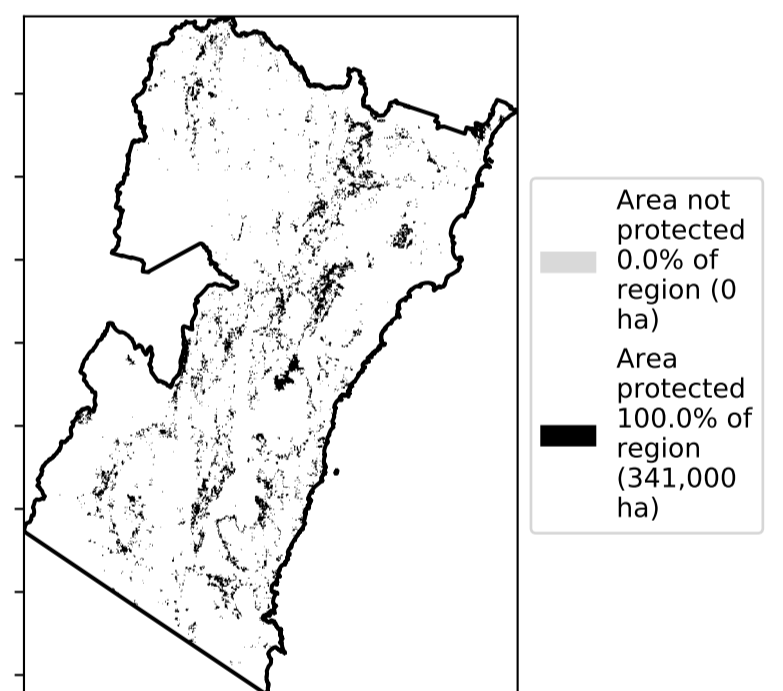 Area not
protected
0.0% of
region (0
ha)
Area
protected
100.0% of
region
(341,000
ha)